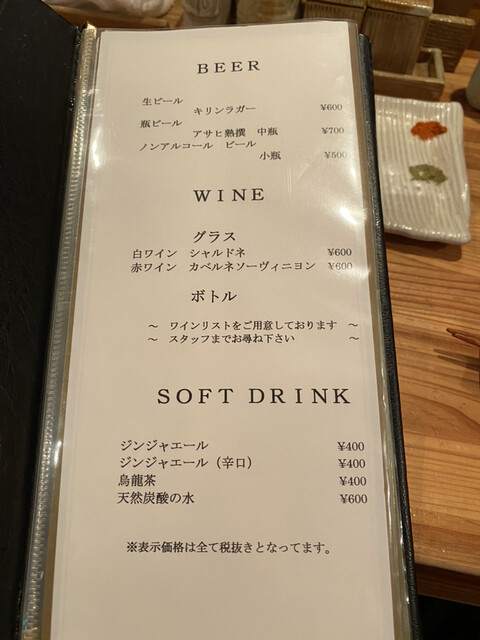 BEER
生ビール
キリンラガー ¥600
瓶ビール
アサヒ熟撰 中瓶 ¥700
ノンアルコール ビール
小瓶 ¥500
WINE
グラス
白ワイン シャルドネ ¥600
赤ワイン カベルネソーヴィニヨン ¥600
ボトル
～ ワインリストをご用意しております ～
～ スタッフまでお尋ね下さい ～
SOFT DRINK
ジンジャエール ¥400
ジンジャエール（辛口） ¥400
烏龍茶 ¥400
天然炭酸の水 ¥600
※表示価格は全て税抜きとなってます。